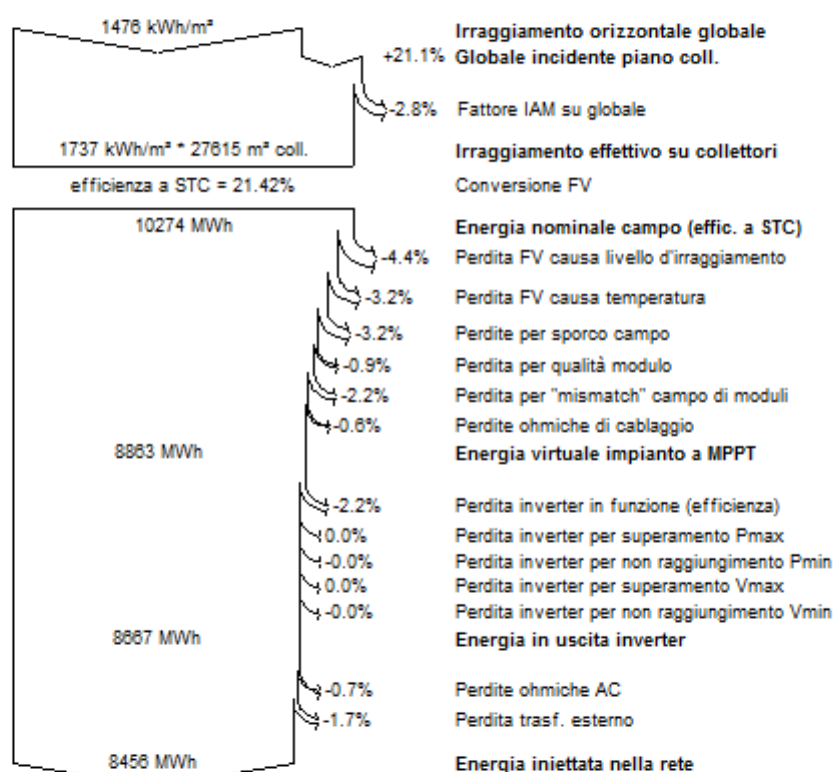 1476 kWh/m² Irraggiamento orizzontale globale
+21.1% Globale incidente piano coll.
-2.8% Fattore IAM su globale
1737 kWh/m² * 27615 m² coll. Irraggiamento effettivo su collettori
efficienza a STC = 21.42% Conversione FV
10274 MWh Energia nominale campo (effic. a STC)
-4.4% Perdita FV causa livello d'irraggiamento
-3.2% Perdita FV causa temperatura
-3.2% Perdite per sporco campo
-0.9% Perdita per qualità modulo
-2.2% Perdita per "mismatch" campo di moduli
-0.6% Perdite ohmiche di cablaggio
8863 MWh Energia virtuale impianto a MPPT
-2.2% Perdita inverter in funzione (efficienza)
0.0% Perdita inverter per superamento Pmax
-0.0% Perdita inverter per non raggiungimento Pmin
0.0% Perdita inverter per superamento Vmax
-0.0% Perdita inverter per non raggiungimento Vmin
8667 MWh Energia in uscita inverter
-0.7% Perdite ohmiche AC
-1.7% Perdita trasf. esterno
8456 MWh Energia iniettata nella rete